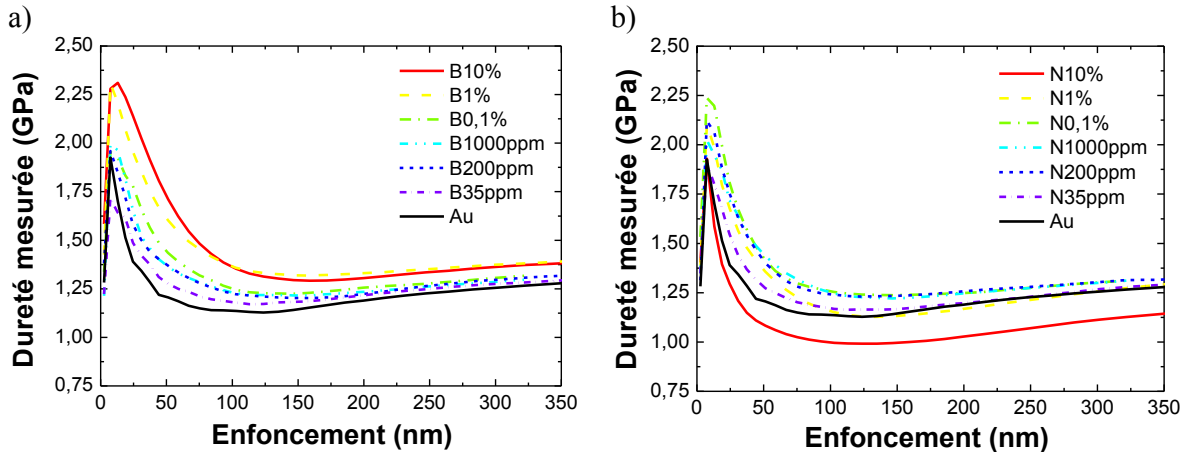 a)
2,50
2,25
2,00
1,75
1,50
1,25
1,00
0,75
Dureté mesurée (GPa)
B10%
B1%
B0,1%
B1000ppm
B200ppm
B35ppm
Au
0 50 100 150 200 250 300 350
Enfoncement (nm)
b)
2,50
2,25
2,00
1,75
1,50
1,25
1,00
0,75
Dureté mesurée (GPa)
N10%
N1%
N0,1%
N1000ppm
N200ppm
N35ppm
Au
0 50 100 150 200 250 300 350
Enfoncement (nm)